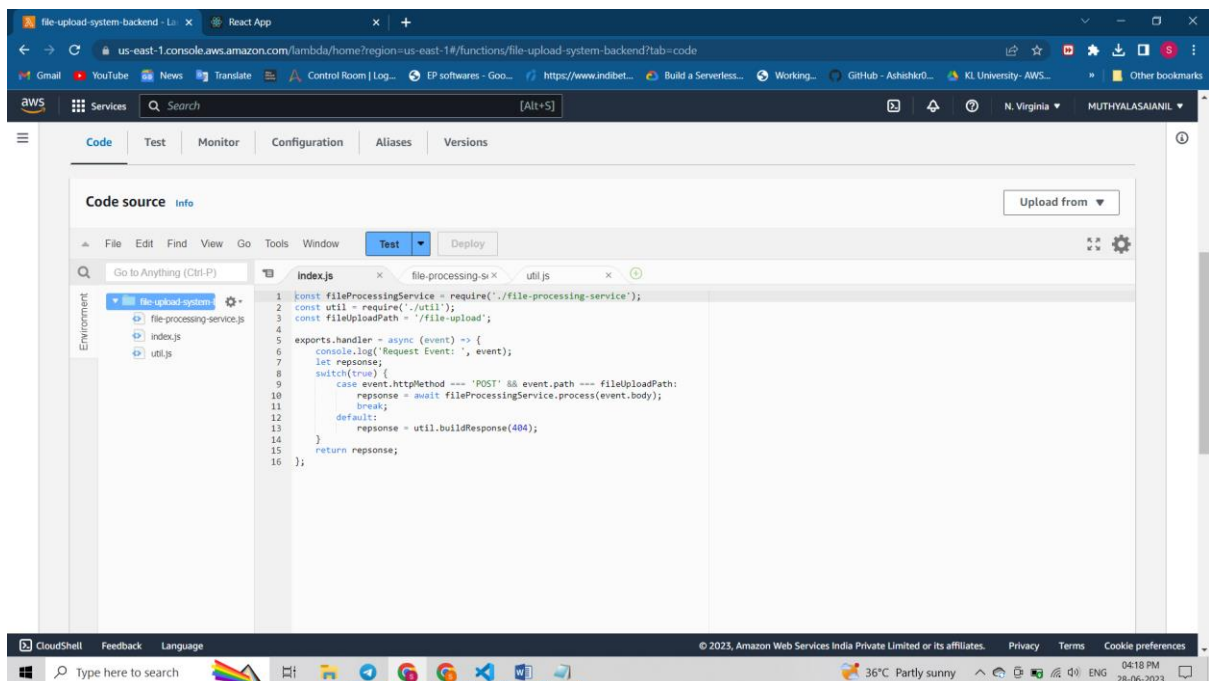 file-upload-system-backend - La
React App
us-east-1.console.aws.amazon.com/lambda/home?region=us-east-1#/functions/file-upload-system-backend?tab=code
S
Gmail YouTube News Translate Control Room | Log... EP softwares - Goo... https://www.indibet... Build a Serverless... Working... GitHub - Ashishkr0... KL University- AWS... » Other bookmarks
aws Services Search [Alt+S] N. Virginia ▼ MUTHYALASAIANIL ▼
Code Test Monitor Configuration Aliases Versions
Code source Info Upload from ▼
File Edit Find View Go Tools Window Test Deploy
Go to Anything (Ctrl-P) index.js file-processing-se util.js
Environment
file-upload-system-
file-processing-service.js
index.js
util.js
1 const fileProcessingService = require('./file-processing-service');
2 const util = require('./util');
3 const fileUploadPath = '/file-upload';
4
5 exports.handler = async (event) => {
6 console.log('Request Event: ', event);
7 let repsonse;
8 switch(true) {
9 case event.httpMethod === 'POST' && event.path === fileUploadPath:
10 repsonse = await fileProcessingService.process(event.body);
11 break;
12 default:
13 repsonse = util.buildResponse(404);
14 }
15 return repsonse;
16 };
CloudShell Feedback Language © 2023, Amazon Web Services India Private Limited or its affiliates. Privacy Terms Cookie preferences
Type here to search 36°C Partly sunny ENG 04:18 PM
28-06-2023